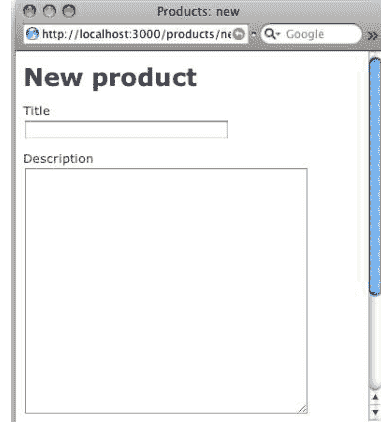 Products: new
http://localhost:3000/products/ne
Google
»
New product
Title
Description